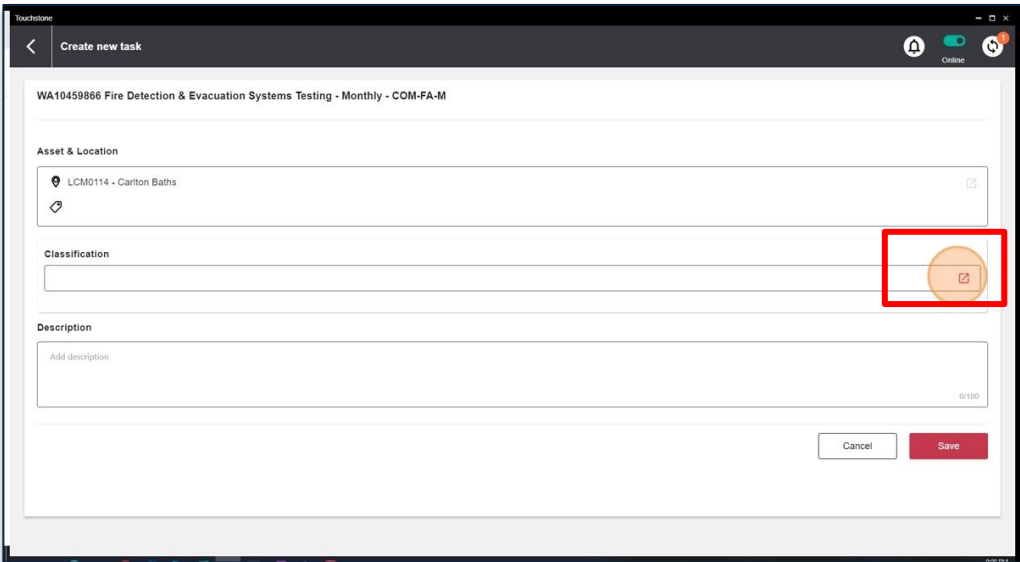 Touchstone
Create new task
1
Online
WA10459866 Fire Detection & Evacuation Systems Testing - Monthly - COM-FA-M
Asset & Location
LCM0114 - Carlton Baths
Classification
Description
Add description
0/100
Cancel
Save